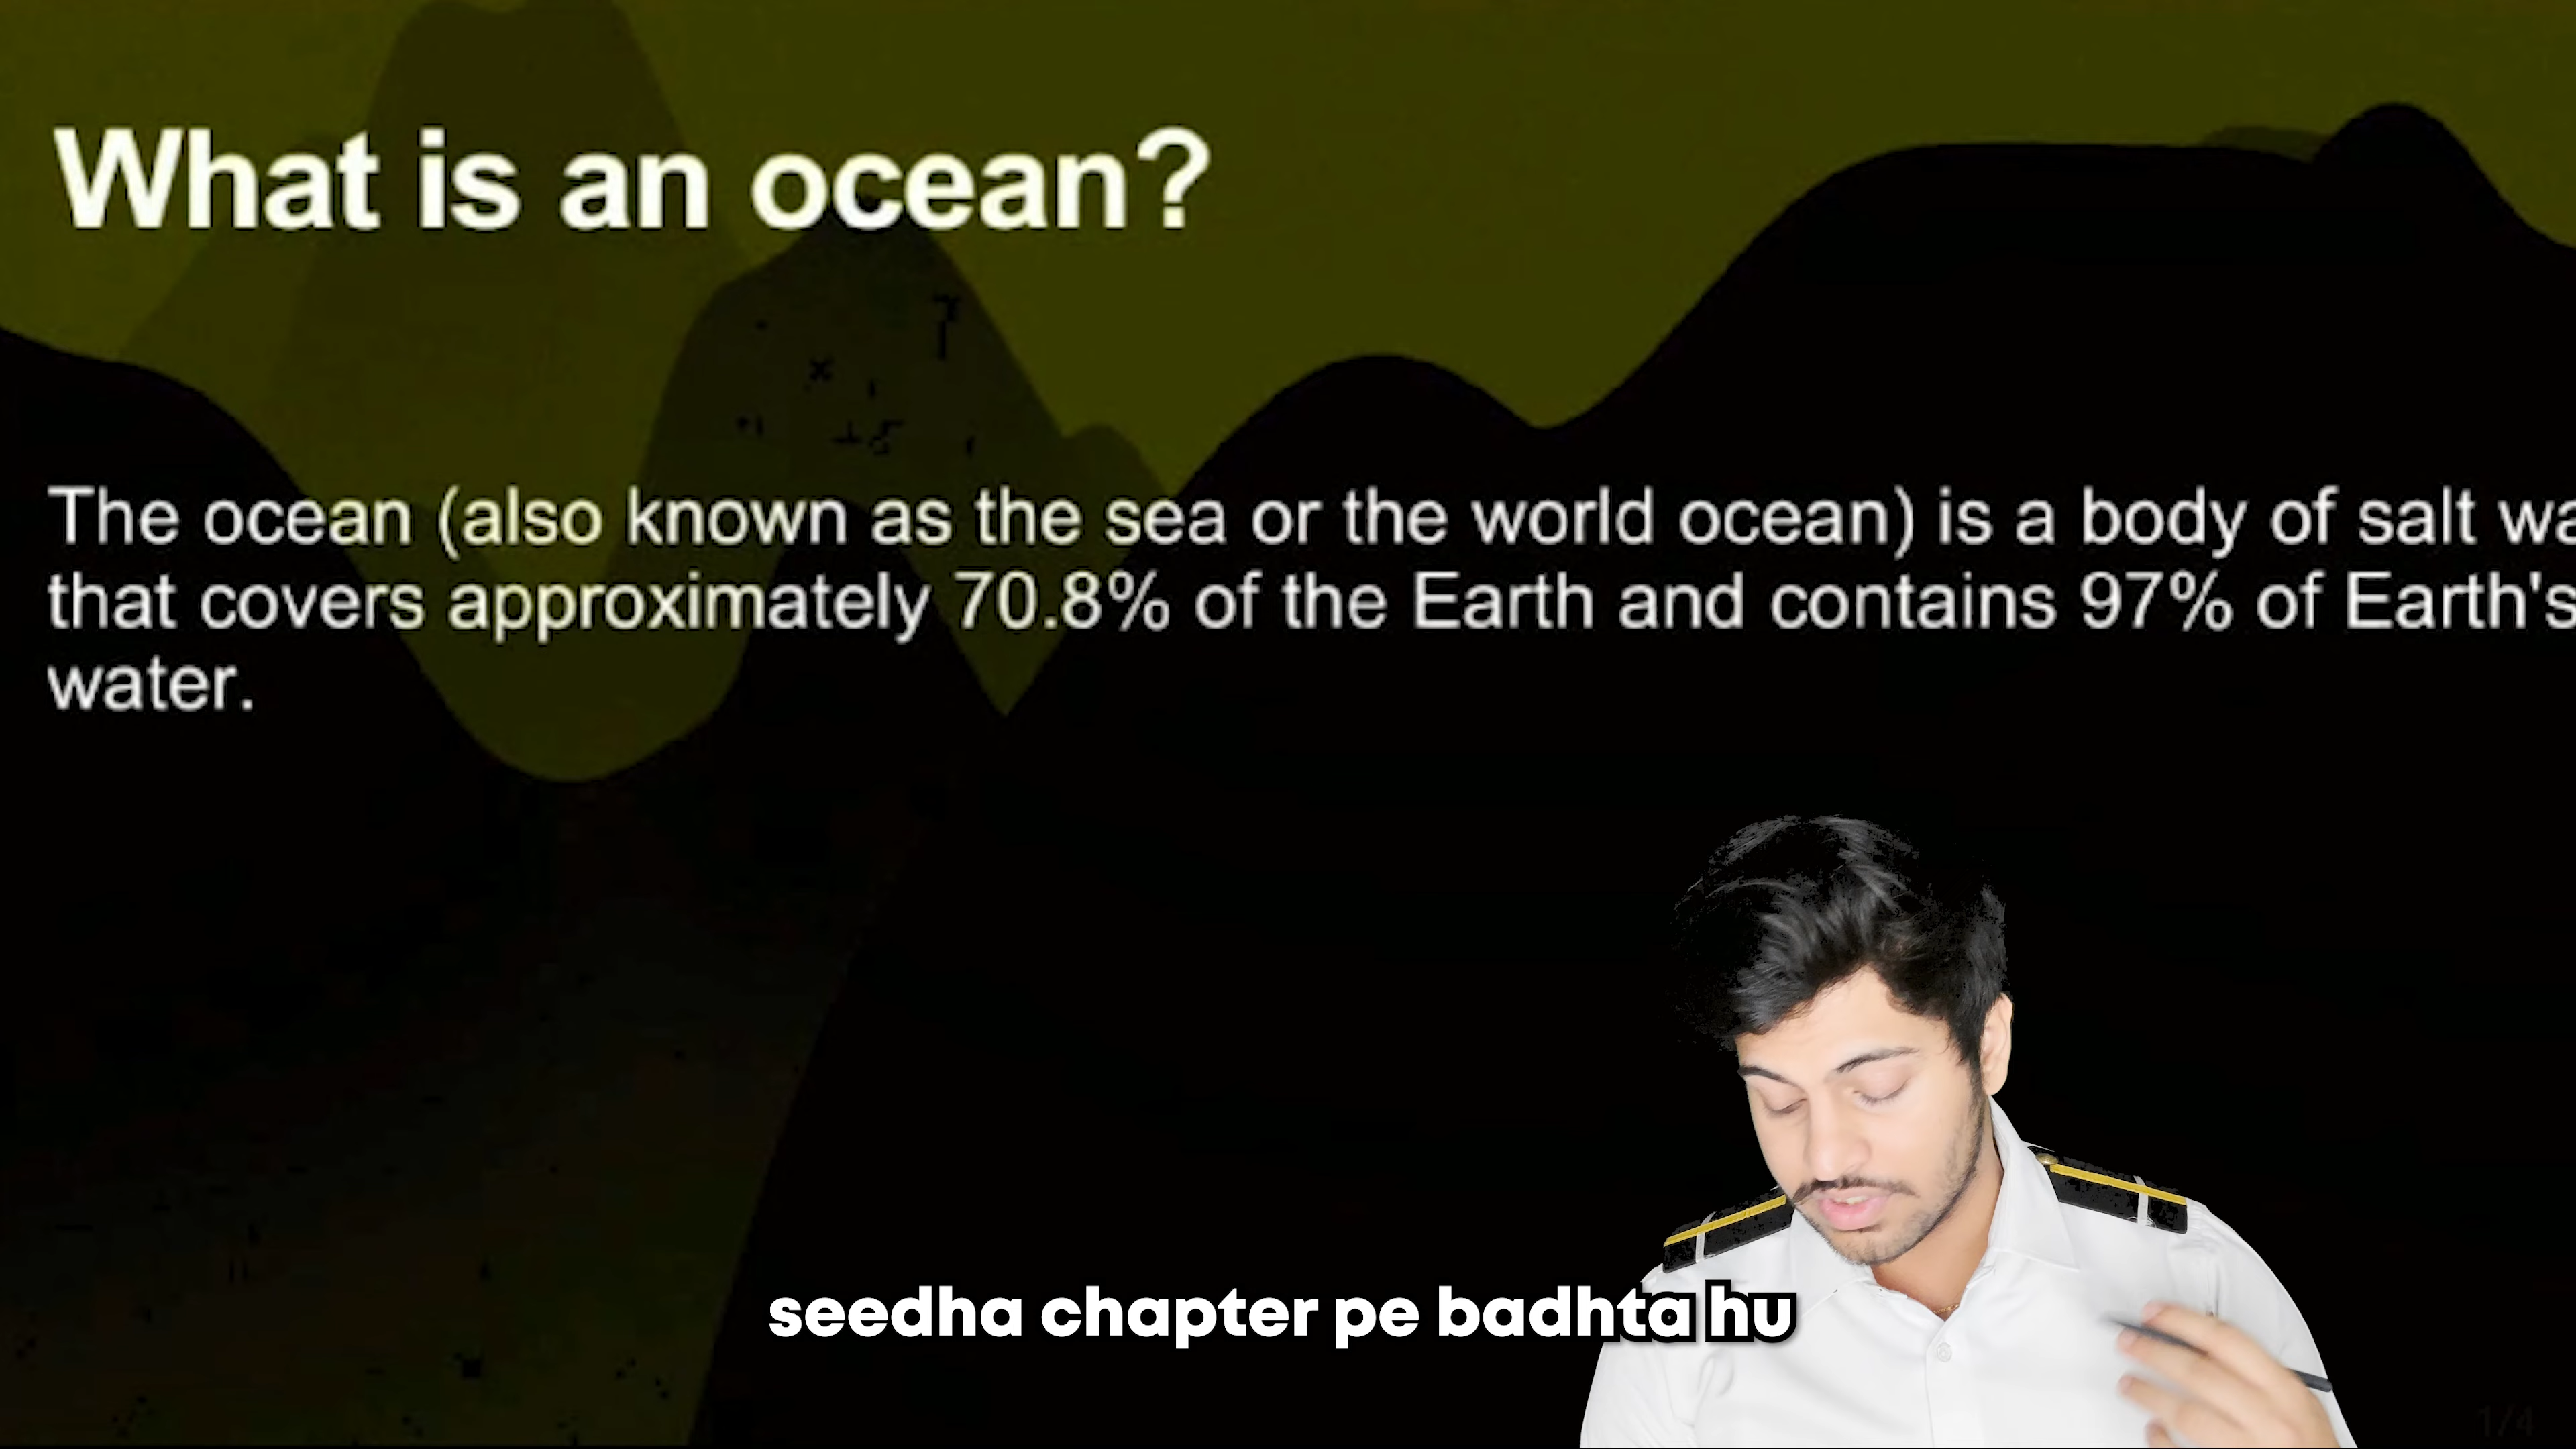 What is an ocean?
The ocean (also known as the sea or the world ocean) is a body of salt
that covers approximately 70.8% of the Earth and contains 97% of Earth's
water.
seedha chapter pe badhta hu
1/4